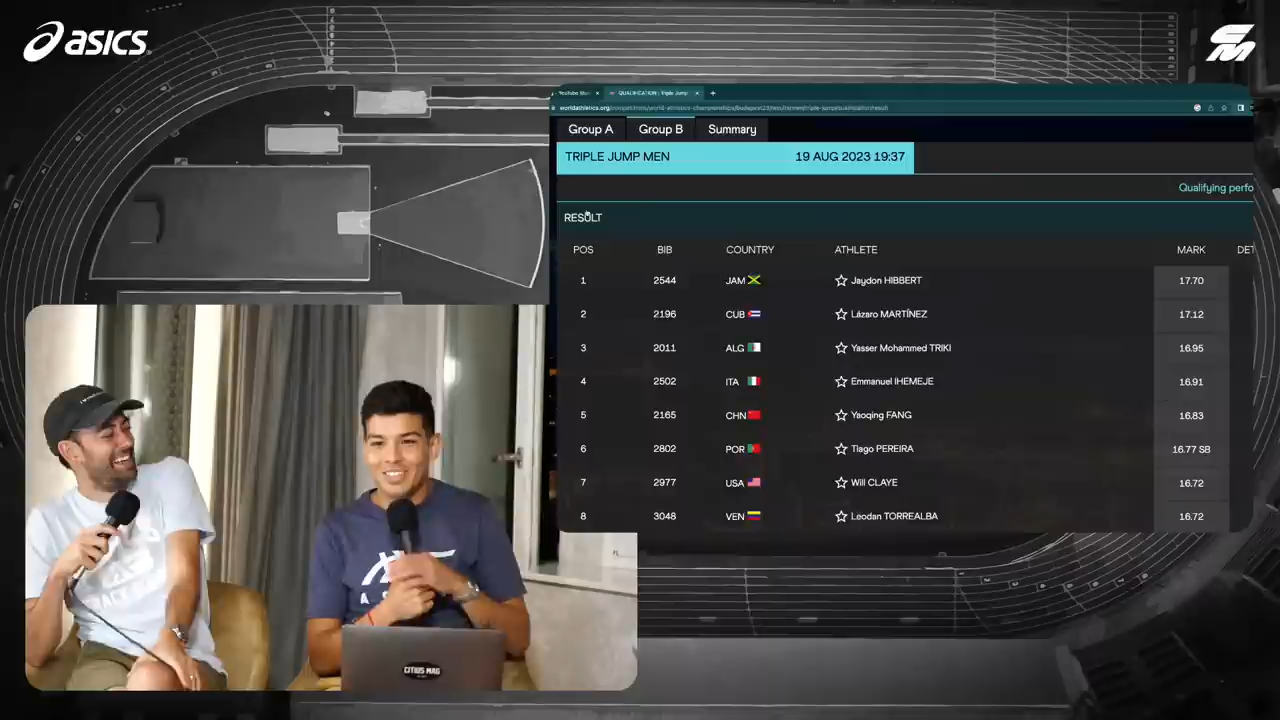 asics
YouTube
QUALIFICATION | Triple Jump
Group A Group B Summary
TRIPLE JUMP MEN 19 AUG 2023 19:37
Qualifying perfo
RESULT
POS BIB COUNTRY ATHLETE MARK DET
1 2544 JAM Jaydon HIBBERT 17.70
2 2196 CUB Lázaro MARTÍNEZ 17.12
3 2011 ALG Yasser Mohammed TRIKI 16.95
4 2502 ITA Emmanuel IHEMEJE 16.91
5 2165 CHN Yaoqing FANG 16.83
6 2802 POR Tiago PEREIRA 16.77 SB
7 2977 USA Will CLAYE 16.72
8 3048 VEN Leodan TORREALBA 16.72
CITIUS MAG